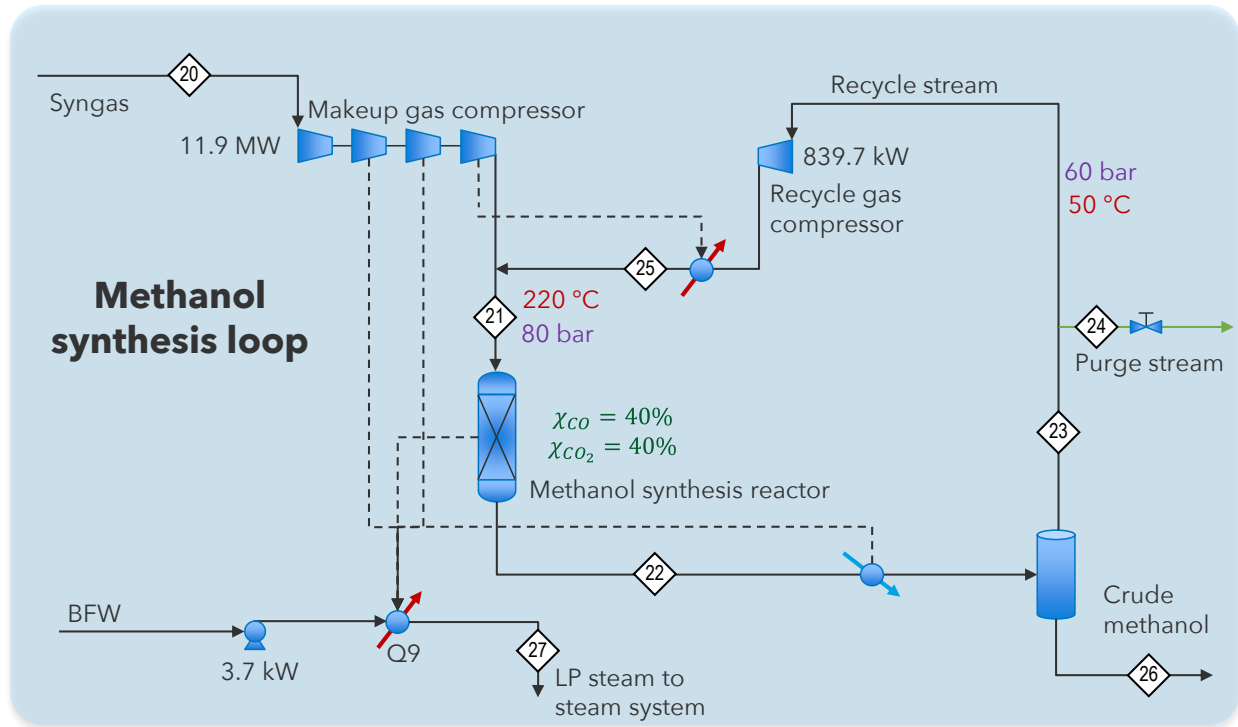 20
Syngas
Makeup gas compressor
11.9 MW
Recycle stream
839.7 kW
Recycle gas
compressor
60 bar
50 °C
25
Methanol
synthesis loop
21
220 °C
80 bar
24
Purge stream
χCO = 40%
χCO₂ = 40%
23
Methanol synthesis reactor
22
BFW
3.7 kW
Q9
27
LP steam to
steam system
Crude
methanol
26